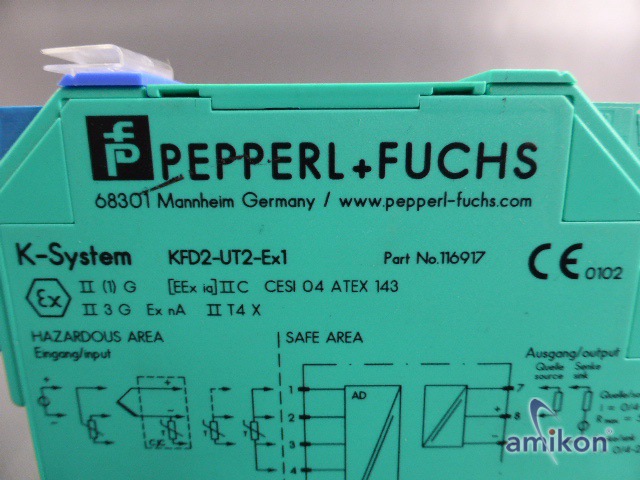 PEPPERL+FUCHS
68301 Mannheim Germany / www.pepperl-fuchs.com
K-System KFD2-UT2-Ex1 Part No.116917 CE 0102
Ex II (1) G [EEx ia] II C CESI 04 ATEX 143
II 3 G Ex nA II T4 X
HAZARDOUS AREA SAFE AREA
Eingang/input Ausgang/output
Quelle Senke
source sink
CJC
AD
1
2
3
4
7
8
amikon